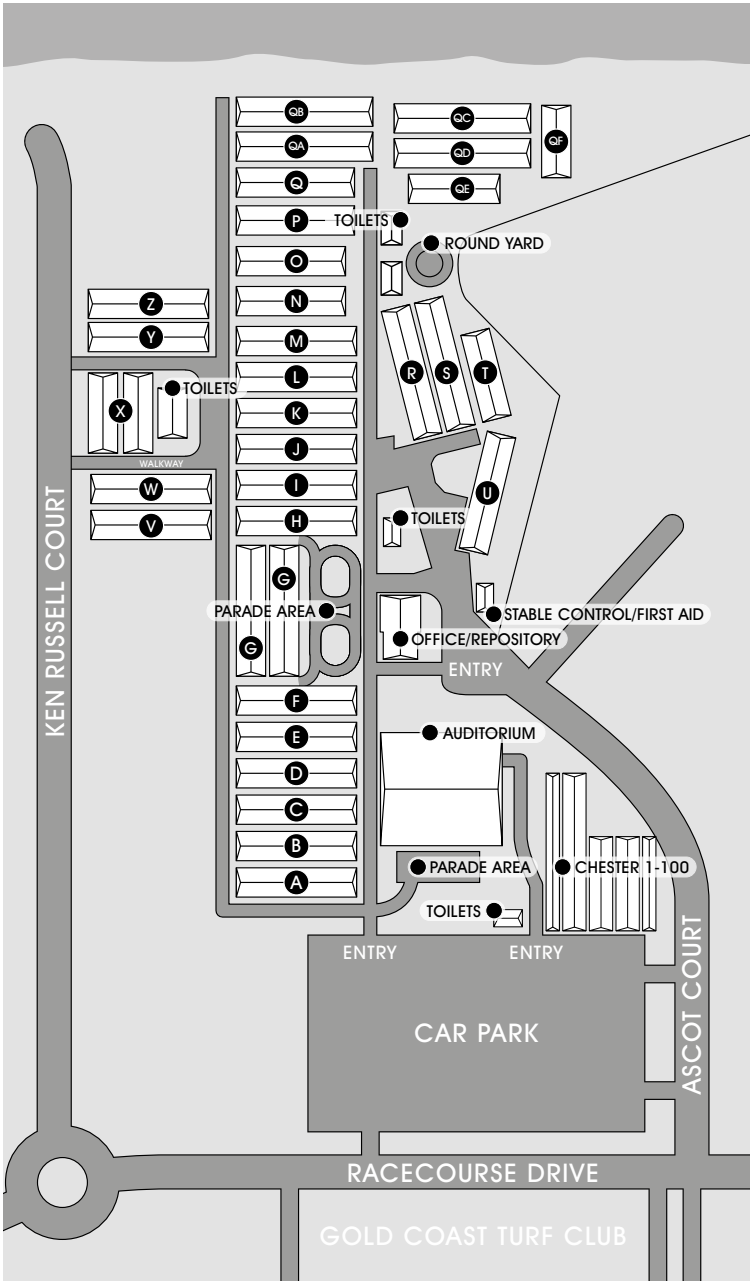 QB
QC
QF
QA
QD
Q
QE
P
TOILETS
ROUND YARD
O
N
Z
Y
M
L
R
S
T
TOILETS
X
K
J
WALKWAY
I
W
U
V
H
TOILETS
G
PARADE AREA
STABLE CONTROL/FIRST AID
G
OFFICE/REPOSITORY
ENTRY
KEN RUSSELL COURT
F
E
AUDITORIUM
D
C
B
A
PARADE AREA
CHESTER 1-100
TOILETS
ENTRY
ENTRY
CAR PARK
ASCOT COURT
RACECOURSE DRIVE
GOLD COAST TURF CLUB